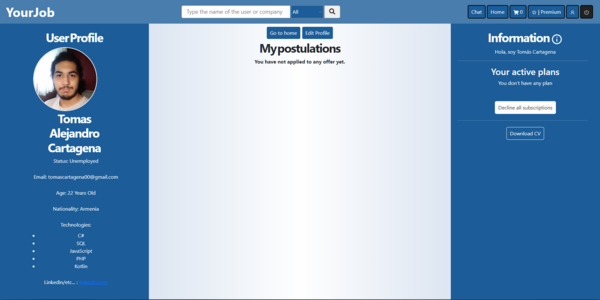 YourJob
Type the name of the user or company
All
Chat
Home
0
| Premium
User Profile
Tomas
Alejandro
Cartagena
Status: Unemployed
Email: tomascartagena00@gmail.com
Age: 22 Years Old
Nationality: Armenia
Technologies:
C#
SQL
JavaScript
PHP
Kotlin
Linkedin/etc... :
Go to home
Edit Profile
My postulations
You have not applied to any offer yet.
Information
Hola, soy Tomás Cartagena
Your active plans
You don't have any plan
Decline all subscriptions
Download CV